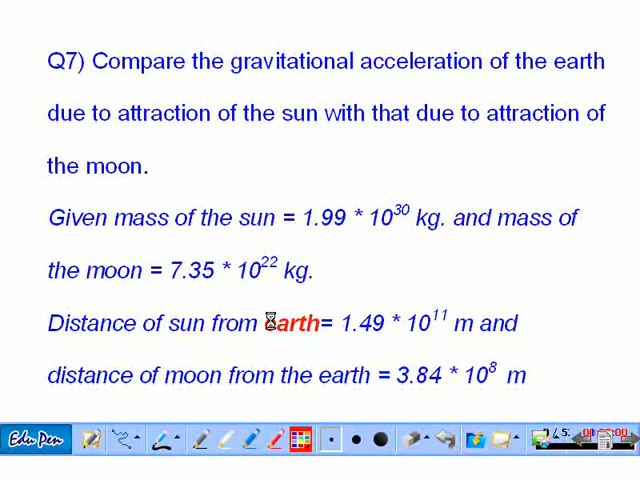 Q7) Compare the gravitational acceleration of the earth
due to attraction of the sun with that due to attraction of
the moon.
Given mass of the sun = 1.99 * 10^30 kg. and mass of
the moon = 7.35 * 10^22 kg.
Distance of sun from earth= 1.49 * 10^11 m and
distance of moon from the earth = 3.84 * 10^8 m
Edu Pen